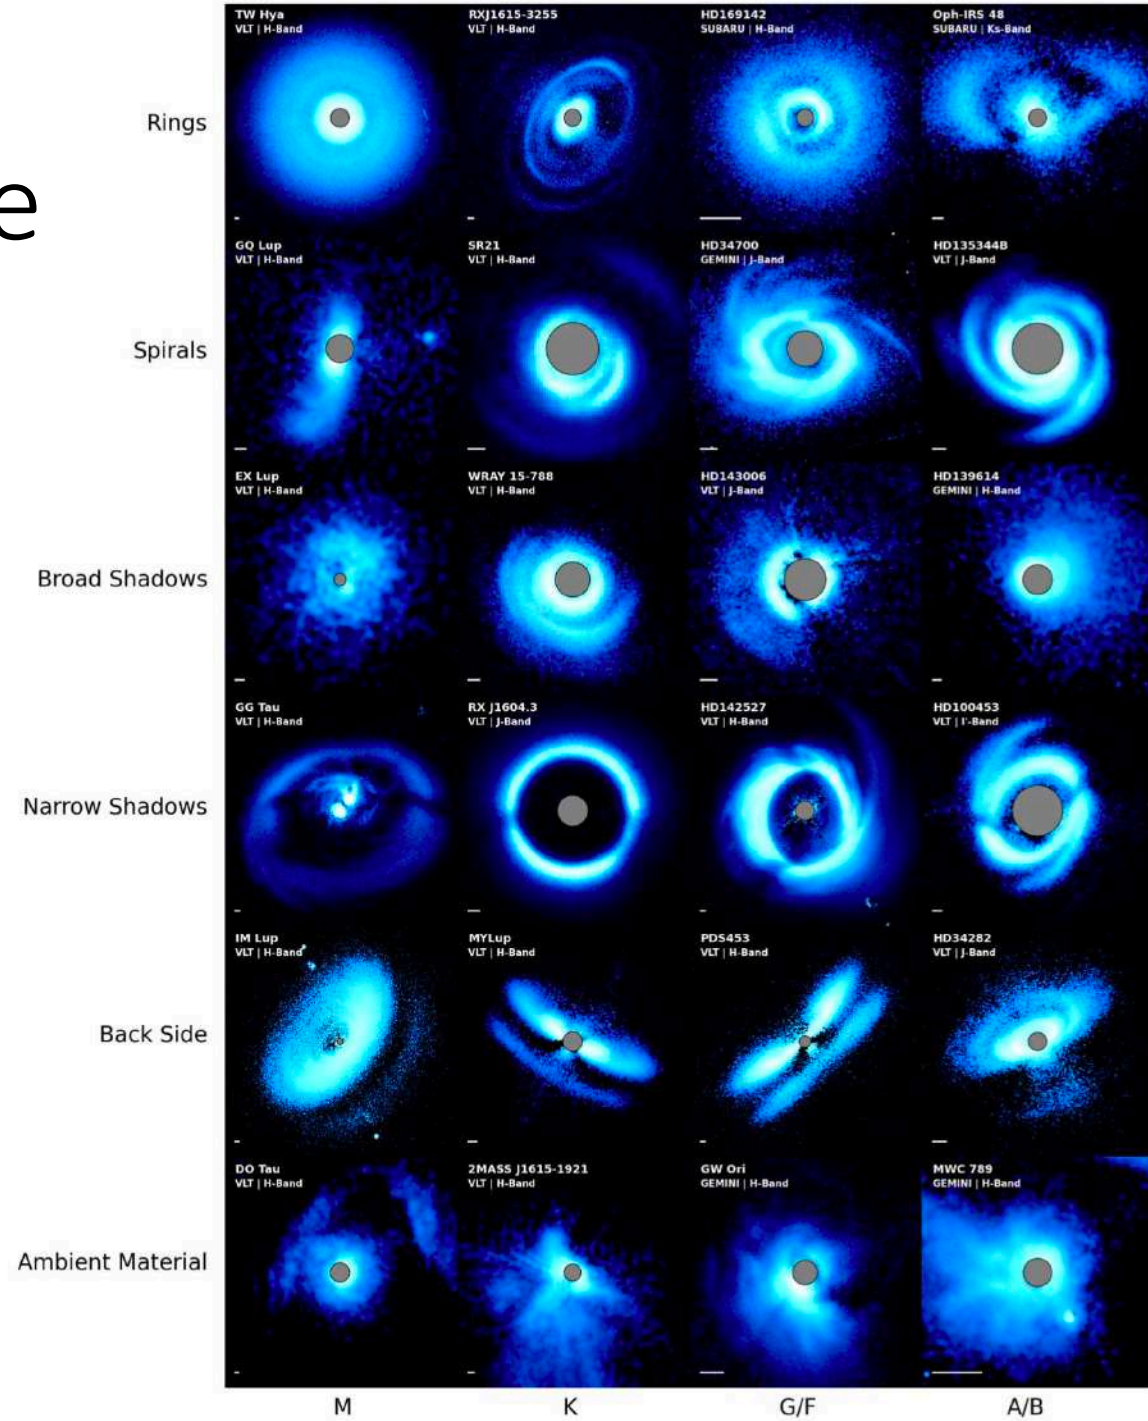 TW Hya
VLT | H-Band
RXJ1615-3255
VLT | H-Band
HD169142
SUBARU | H-Band
Oph-IRS 48
SUBARU | Ks-Band
Rings
e
GQ Lup
VLT | H-Band
SR21
VLT | H-Band
HD34700
GEMINI | J-Band
HD135344B
VLT | J-Band
Spirals
EX Lup
VLT | H-Band
WRAY 15-788
VLT | H-Band
HD143006
VLT | J-Band
HD139614
GEMINI | H-Band
Broad Shadows
GG Tau
VLT | H-Band
RX J1604.3
VLT | J-Band
HD142527
VLT | H-Band
HD100453
VLT | I'-Band
Narrow Shadows
IM Lup
VLT | H-Band
MYLup
VLT | H-Band
PDS453
VLT | H-Band
HD34282
VLT | J-Band
Back Side
DO Tau
VLT | H-Band
2MASS J1615-1921
VLT | H-Band
GW Ori
GEMINI | H-Band
MWC 789
GEMINI | H-Band
Ambient Material
M
K
G/F
A/B